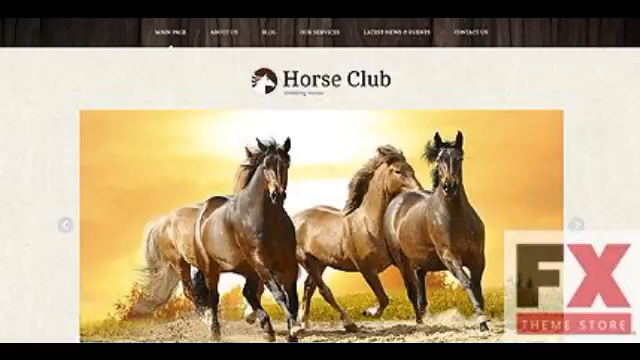 MAIN PAGE / ABOUT US / BLOG / OUR SERVICES / LATEST NEWS & EVENTS / CONTACT US
Horse Club
FX
THEME STORE